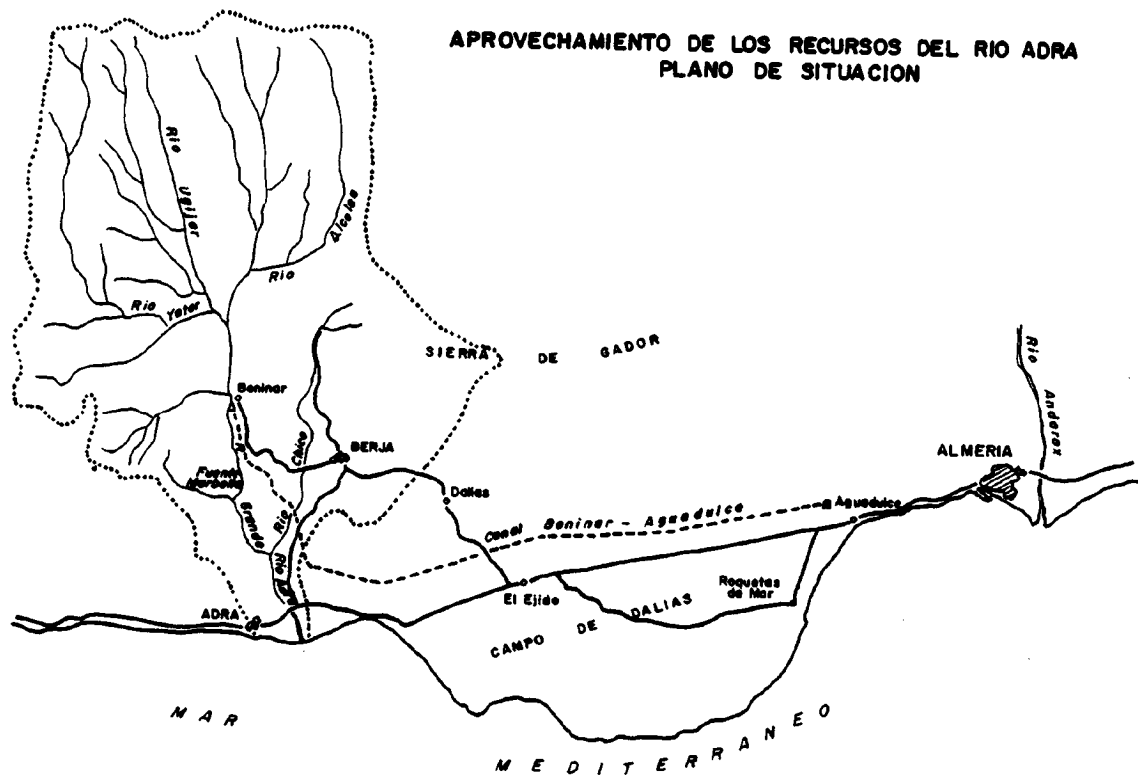 APROVECHAMIENTO DE LOS RECURSOS DEL RIO ADRA
PLANO DE SITUACION
Rio Ugijar
Rio Alcolea
Rio Yator
SIERRA DE GADOR
Rio Andarax
Beninar
BERJA
ALMERIA
Fuente Marbella
Rio Chico
Dalias
Canal Beninar - Aguadulce
Aguadulce
Grande
Rio
El Ejido
Roquetas
de Mar
ADRA
CAMPO DE DALIAS
MAR
MEDITERRANEO